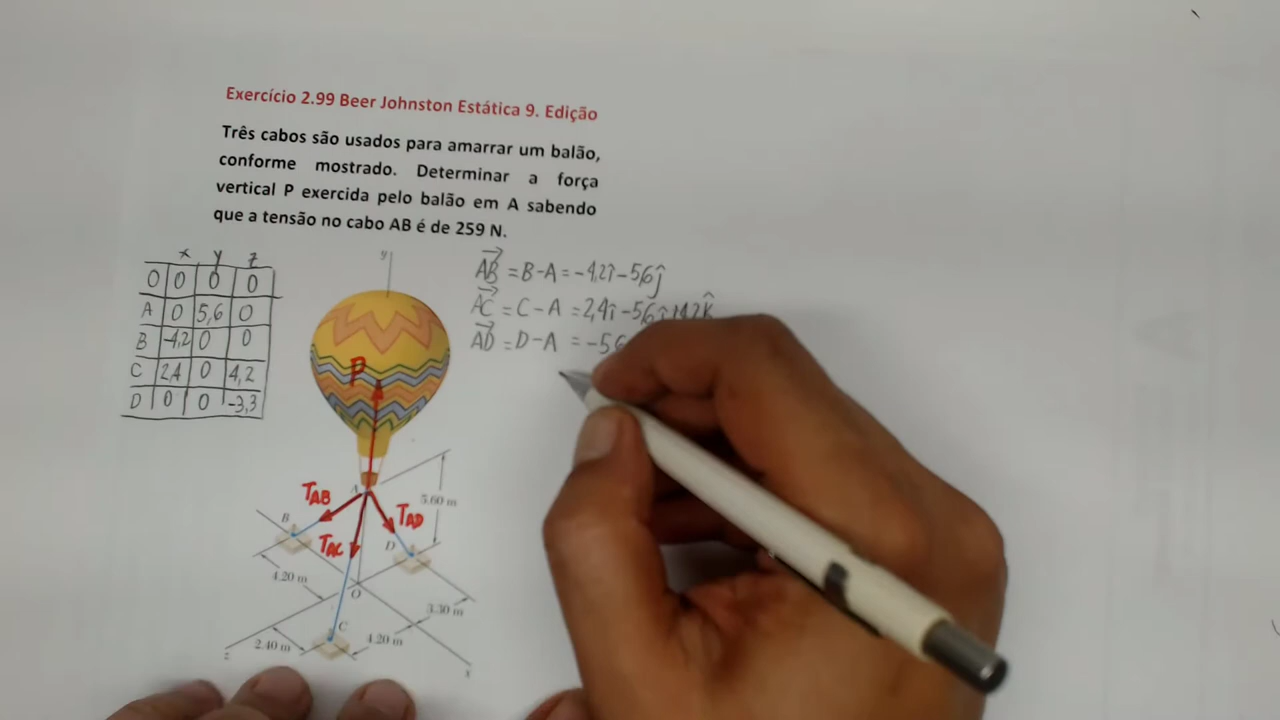 Exercício 2.99 Beer Johnston Estática 9. Edição
Três cabos são usados para amarrar um balão,
conforme mostrado. Determinar a força
vertical P exercida pelo balão em A sabendo
que a tensão no cabo AB é de 259 N.
x y z
O 0 0 0
A 0 5,6 0
B -4,2 0 0
C 2,4 0 4,2
D 0 0 -3,3
AB = B-A = -4,2î-5,6ĵ
AC = C-A = 2,4î-5,6ĵ+4,2k̂
AD = D-A = -5,6
y
P
A
TAB
TAC
TAD
5.60 m
B
D
4.20 m
O
3.30 m
C
2.40 m
4.20 m
z
x